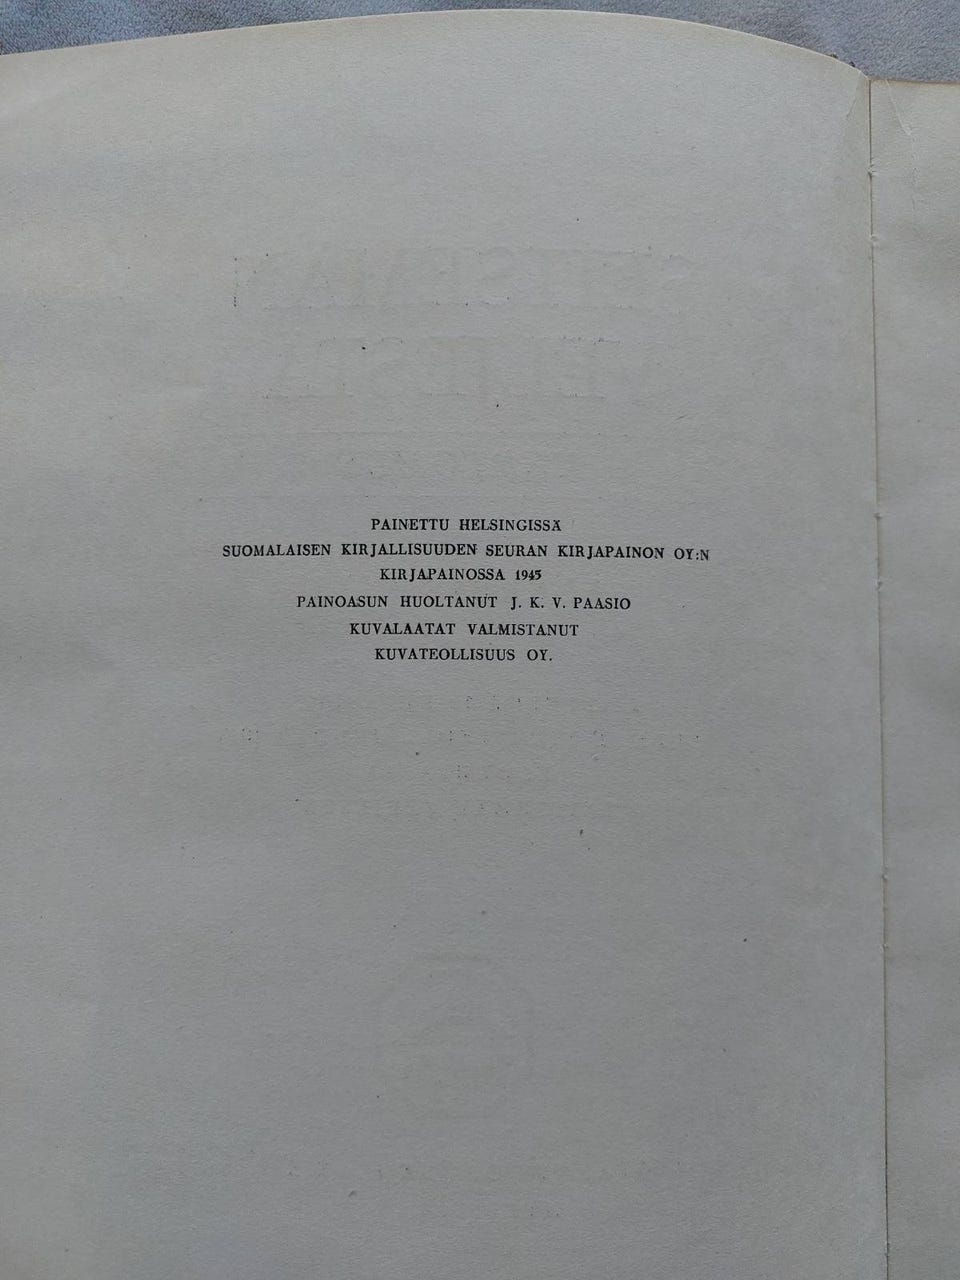 PAINETTU HELSINGISSÄ
SUOMALAISEN KIRJALLISUUDEN SEURAN KIRJAPAINON OY:N
KIRJAPAINOSSA 1945
PAINOASUN HUOLTANUT J. K. V. PAASIO
KUVALAATAT VALMISTANUT
KUVATEOLLISUUS OY.